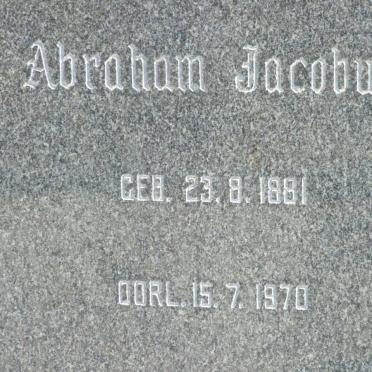 Abraham Jacobu
GEB. 23. 8. 1881
OORL. 15. 7. 1970